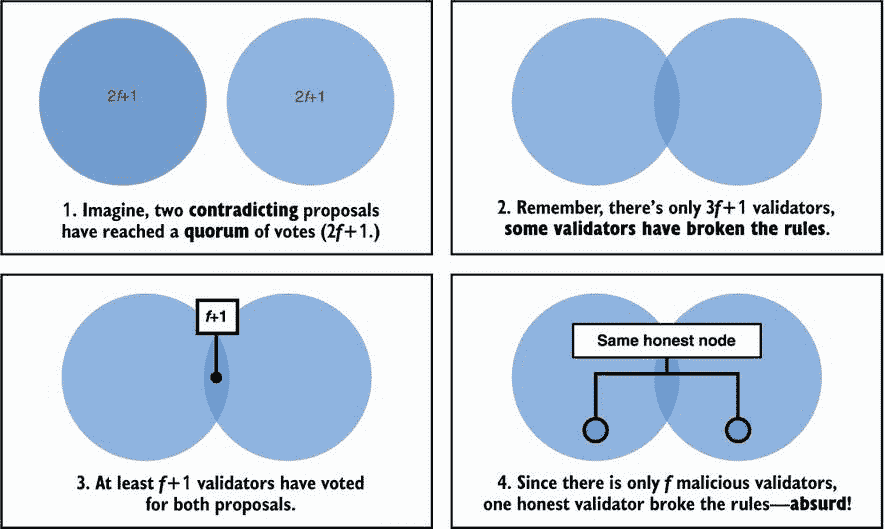 2f+1
2f+1
1. Imagine, two contradicting proposals
have reached a quorum of votes (2f+1.)
2. Remember, there's only 3f+1 validators,
some validators have broken the rules.
f+1
3. At least f+1 validators have voted
for both proposals.
Same honest node
4. Since there is only f malicious validators,
one honest validator broke the rules—absurd!